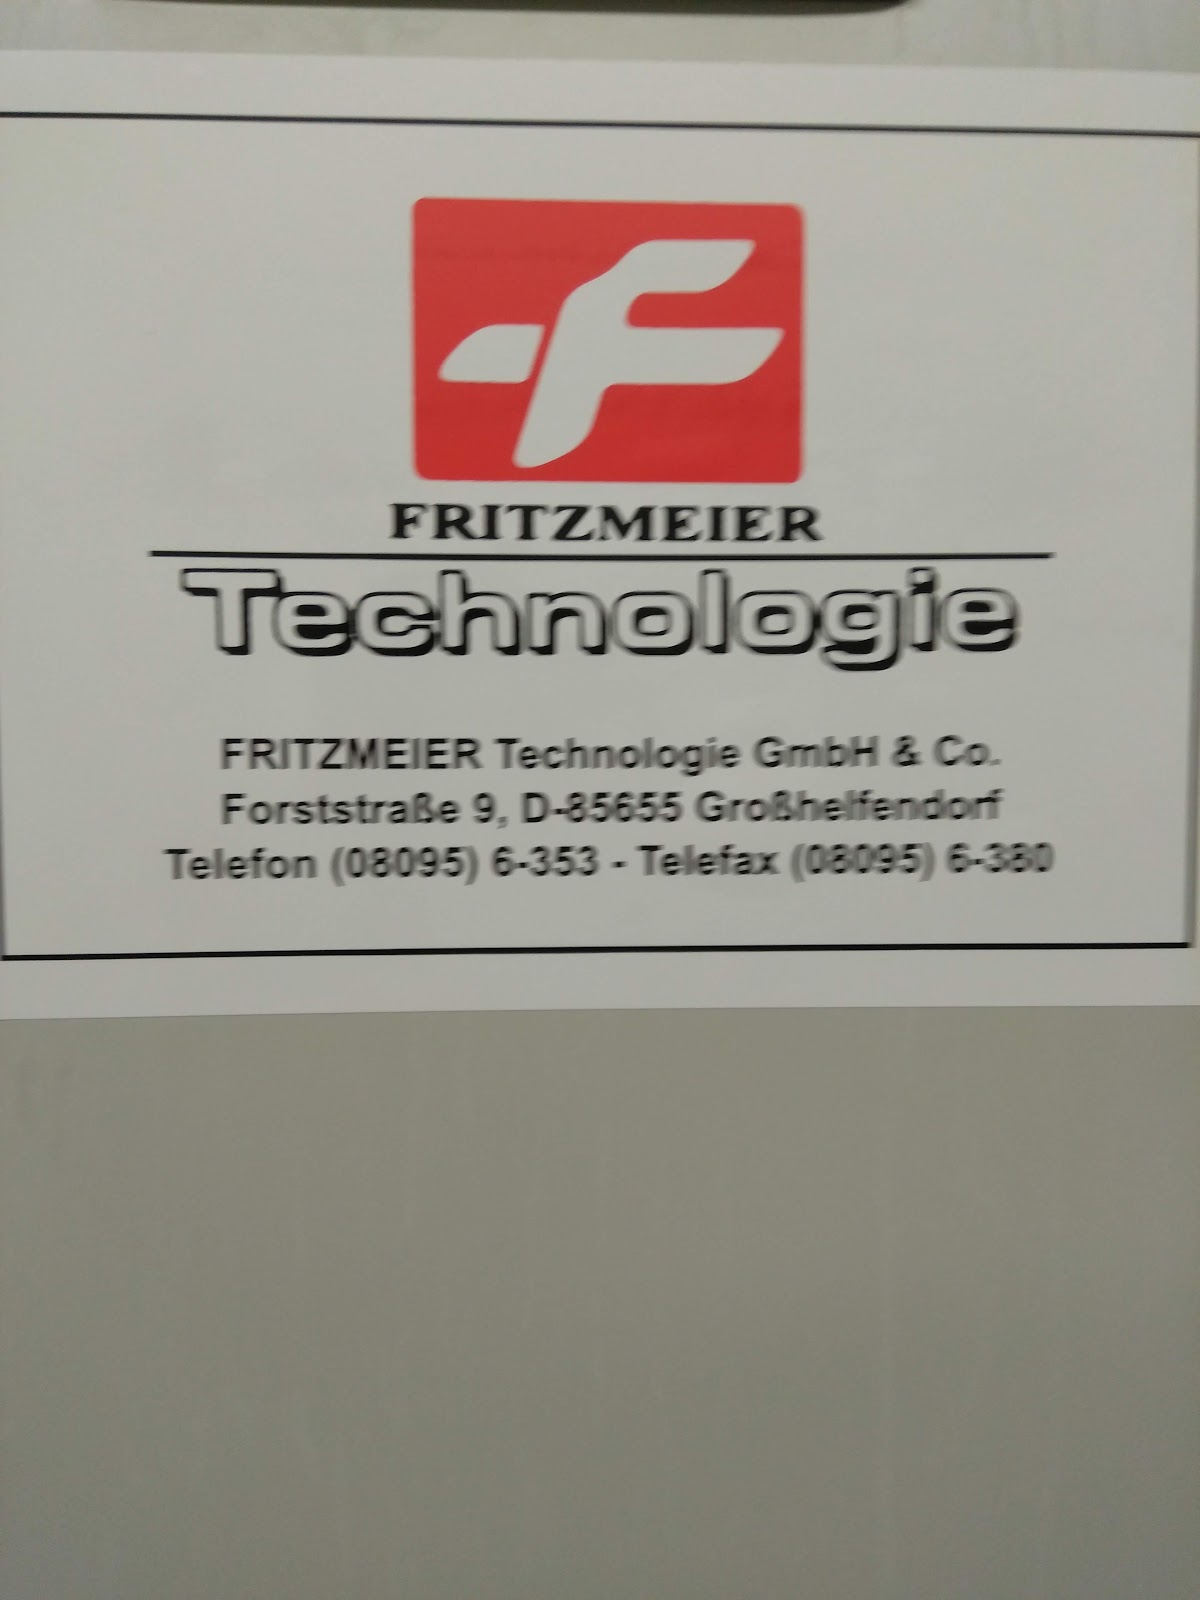 FRITZMEIER
Technologie
FRITZMEIER Technologie GmbH & Co.
Forststraße 9, D-85655 Großhelfendorf
Telefon (08095) 6-353 - Telefax (08095) 6-380